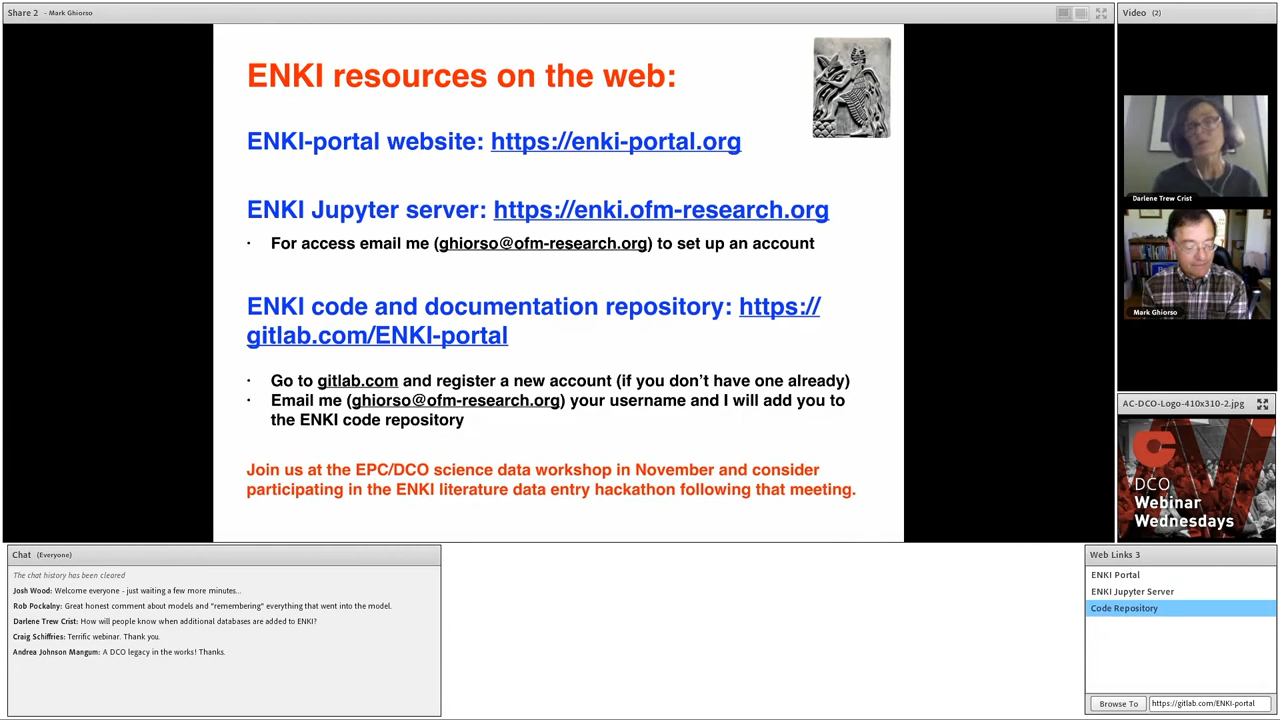 Share 2 - Mark Ghiorso
ENKI resources on the web:
ENKI-portal website: https://enki-portal.org
ENKI Jupyter server: https://enki.ofm-research.org
· For access email me (ghiorso@ofm-research.org) to set up an account
ENKI code and documentation repository: https://
gitlab.com/ENKI-portal
· Go to gitlab.com and register a new account (if you don’t have one already)
· Email me (ghiorso@ofm-research.org) your username and I will add you to
the ENKI code repository
Join us at the EPC/DCO science data workshop in November and consider
participating in the ENKI literature data entry hackathon following that meeting.
Video (2)
Darlene Trew Crist
Mark Ghiorso
AC-DCO-Logo-410x310-2.jpg
DCO
Webinar
Wednesdays
Chat (Everyone)
The chat history has been cleared
Josh Wood: Welcome everyone - just waiting a few more minutes...
Rob Pockalny: Great honest comment about models and "remembering" everything that went into the model.
Darlene Trew Crist: How will people know when additional databases are added to ENKI?
Craig Schiffries: Terrific webinar. Thank you.
Andrea Johnson Mangum: A DCO legacy in the works! Thanks.
Web Links 3
ENKI Portal
ENKI Jupyter Server
Code Repository
Browse To https://gitlab.com/ENKI-portal